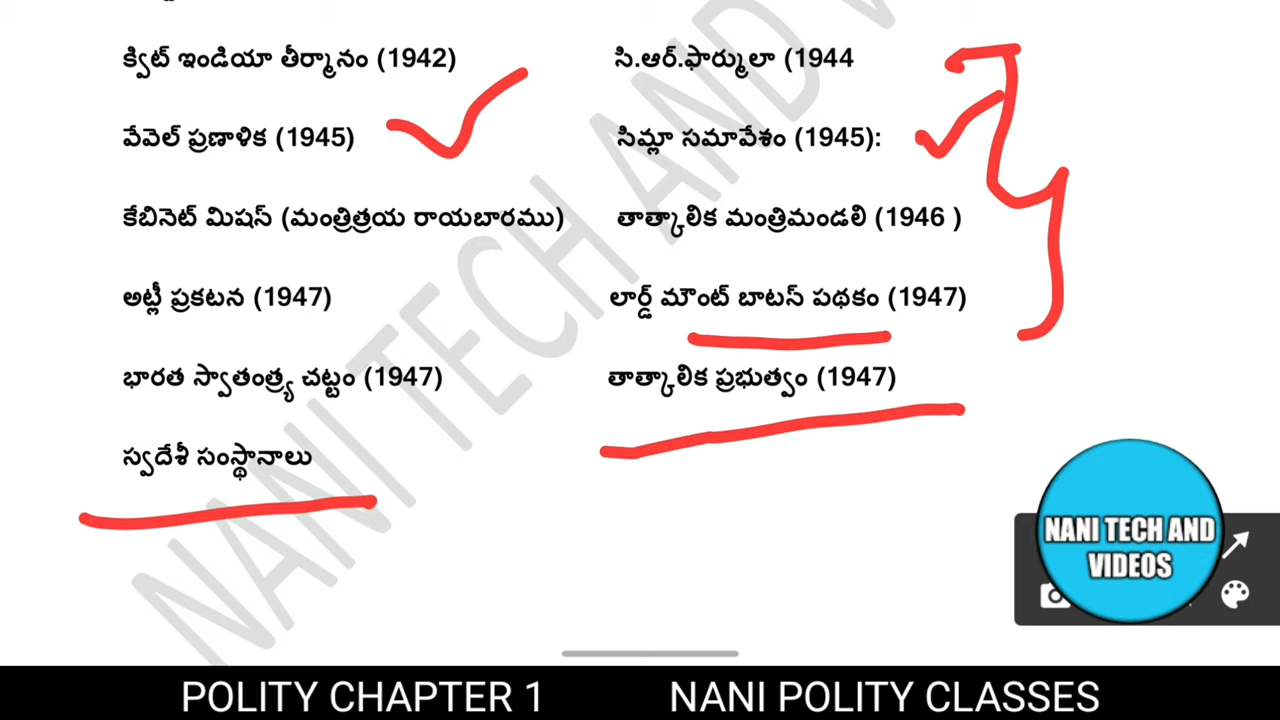 క్విట్ ఇండియా తీర్మానం (1942) సి.ఆర్.ఫార్ములా (1944
వేవెల్ ప్రణాళిక (1945) సిమ్లా సమావేశం (1945):
కేబినెట్ మిషన్ (మంత్రిత్రయ రాయబారము) తాత్కాలిక మంత్రిమండలి (1946 )
అట్లీ ప్రకటన (1947) లార్డ్ మౌంట్ బాటన్ పథకం (1947)
భారత స్వాతంత్ర్య చట్టం (1947) తాత్కాలిక ప్రభుత్వం (1947)
స్వదేశీ సంస్థానాలు
NANI TECH AND V
NANI TECH AND
VIDEOS
POLITY CHAPTER 1 NANI POLITY CLASSES